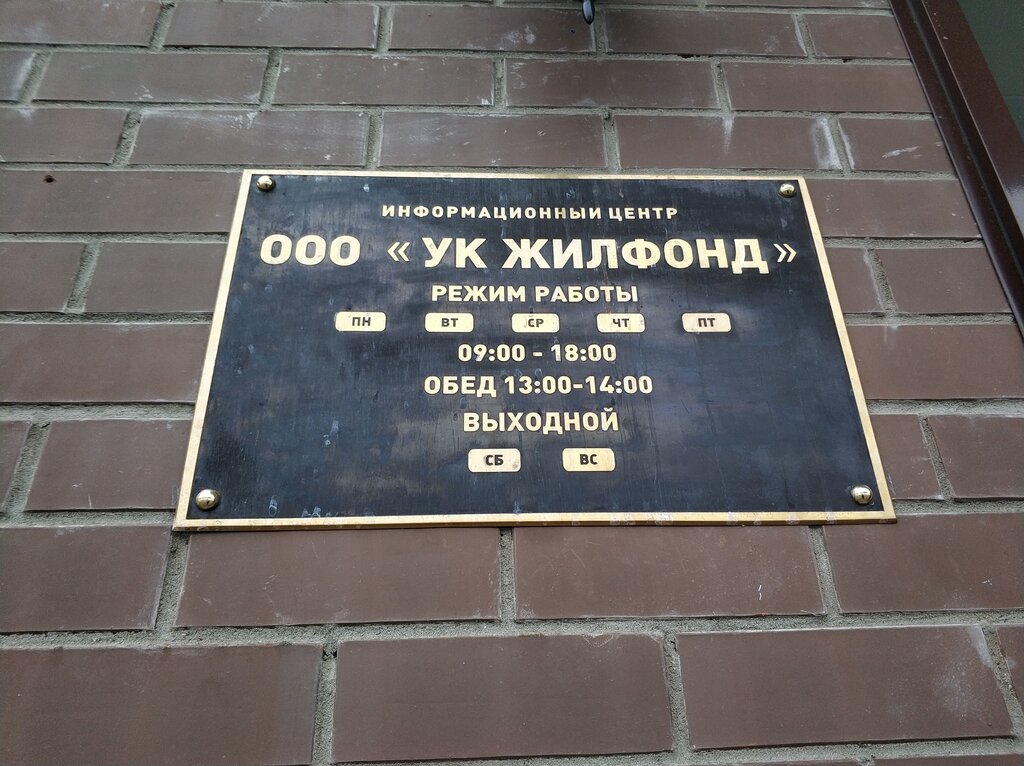 ИНФОРМАЦИОННЫЙ ЦЕНТР
ООО «УК ЖИЛФОНД»
РЕЖИМ РАБОТЫ
ПН ВТ СР ЧТ ПТ
09:00 - 18:00
ОБЕД 13:00-14:00
ВЫХОДНОЙ
СБ ВС